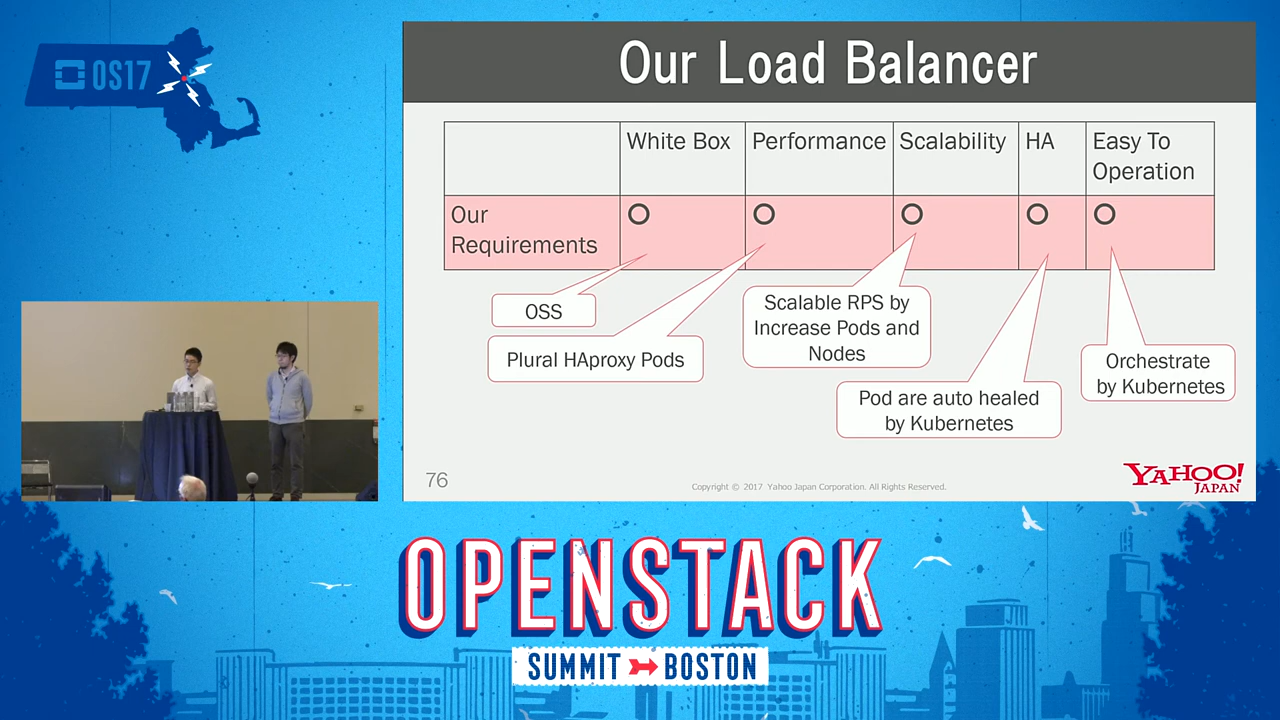 OS17
Our Load Balancer
White Box
Performance
Scalability
HA
Easy To
Operation
Our
Requirements
OSS
Plural HAproxy Pods
Scalable RPS by
Increase Pods and
Nodes
Pod are auto healed
by Kubernetes
Orchestrate
by Kubernetes
76
Copyright © 2017 Yahoo Japan Corporation. All Rights Reserved.
YAHOO!
JAPAN
OPENSTACK
SUMMIT BOSTON